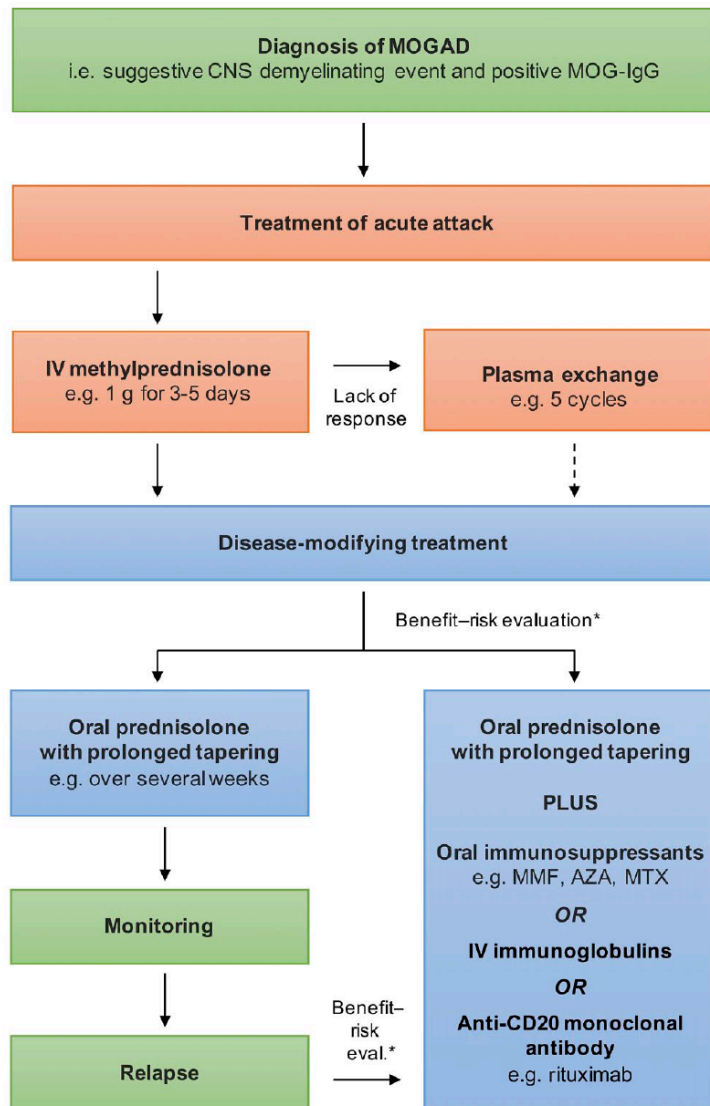 Diagnosis of MOGAD
i.e. suggestive CNS demyelinating event and positive MOG-IgG
Treatment of acute attack
IV methylprednisolone
e.g. 1 g for 3-5 days
Lack of
response
Plasma exchange
e.g. 5 cycles
Disease-modifying treatment
Benefit–risk evaluation*
Oral prednisolone
with prolonged tapering
e.g. over several weeks
Monitoring
Relapse
Benefit–
risk
eval.*
Oral prednisolone
with prolonged tapering
PLUS
Oral immunosuppressants
e.g. MMF, AZA, MTX
OR
IV immunoglobulins
OR
Anti-CD20 monoclonal
antibody
e.g. rituximab